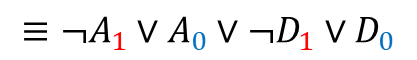 ≡ ¬A₁ ∨ A₀ ∨ ¬D₁ ∨ D₀